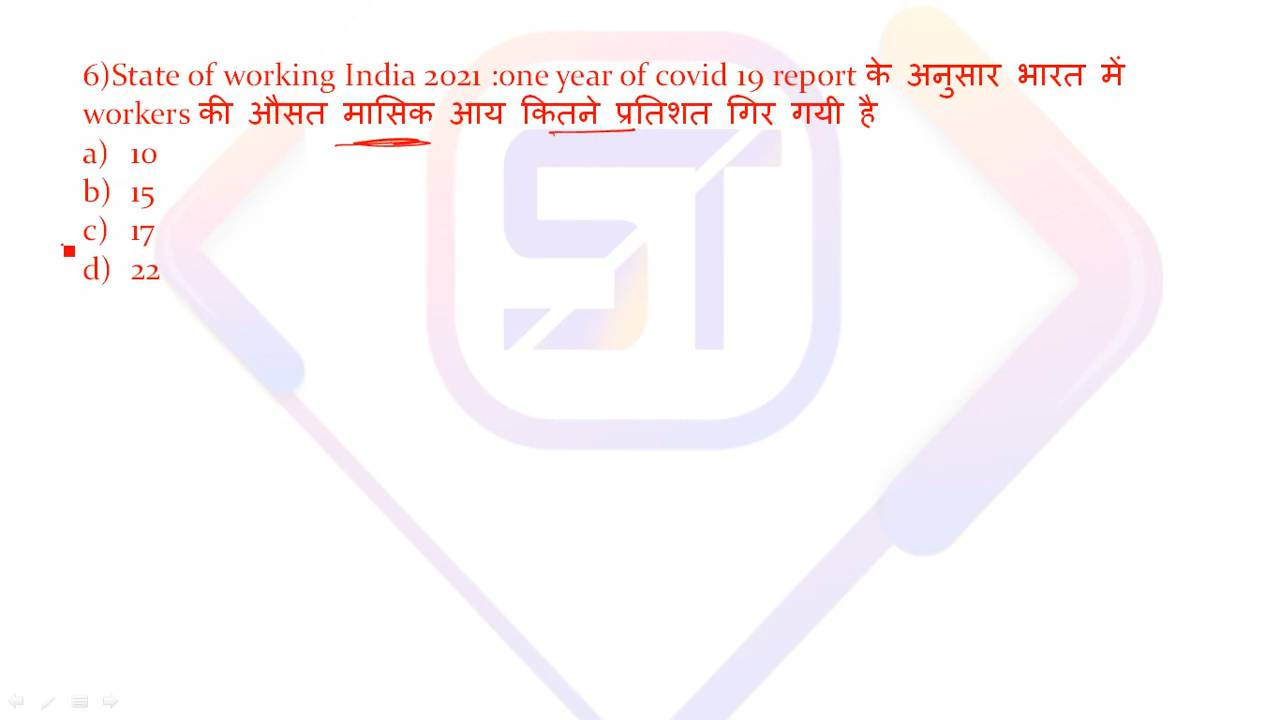 6)State of working India 2021 :one year of covid 19 report के अनुसार भारत में
workers की औसत मासिक आय कितने प्रतिशत गिर गयी है
a) 10
b) 15
c) 17
d) 22
ST